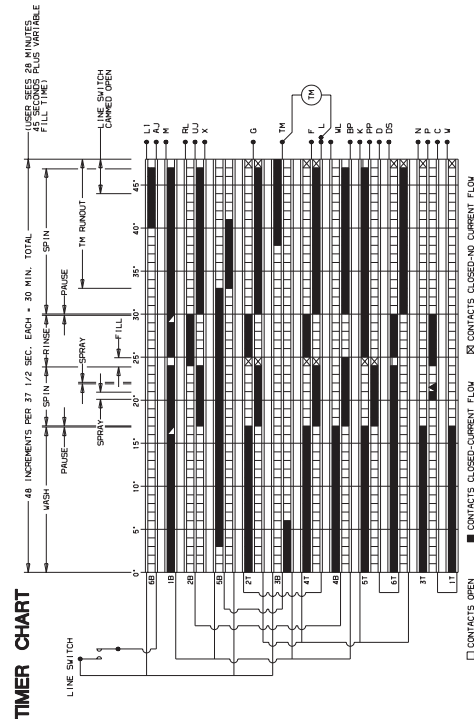 TIMER CHART
48 INCREMENTS PER 37 1/2 SEC. EACH = 30 MIN. TOTAL
(USER SEES 28 MINUTES
45 SECONDS PLUS VARIABLE
FILL TIME)
WASH
SPIN
RINSE
SPIN
PAUSE
PAUSE
SPRAY
SPRAY
FILL
TM RUNOUT
LINE SWITCH
CAMMED OPEN
LINE SWITCH
0"
5"
10"
15"
20"
25"
30"
35"
40"
45"
6B
1B
2B
5B
2T
3B
4T
4B
5T
6T
3T
1T
L1
AJ
M
RL
UJ
X
G
TM
TM
F
L
WL
BP
K
PP
D
DS
N
P
C
W
CONTACTS OPEN
CONTACTS CLOSED-CURRENT FLOW
CONTACTS CLOSED-NO CURRENT FLOW